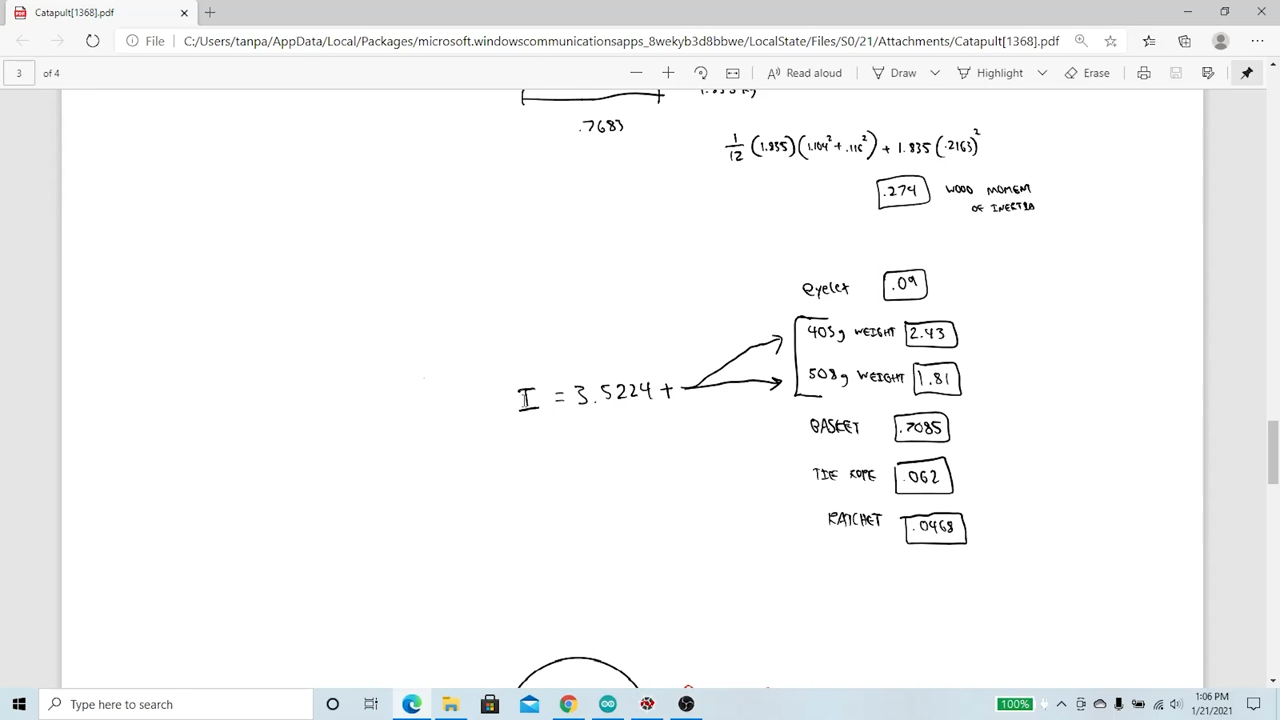 Catapult[1368].pdf
File C:/Users/tanpa/AppData/Local/Packages/microsoft.windowscommunicationsapps_8wekyb3d8bbwe/LocalState/Files/S0/21/Attachments/Catapult[1368].pdf
3 of 4 Read aloud Draw Highlight Erase
.7683
1/12 (1.835)(1.104² + .116²) + 1.835 (.2163)²
.274 WOOD MOMENT
OF INERTIA
eyelet .09
405g WEIGHT 2.43
508g WEIGHT 1.81
I = 3.5224 +
BASKET .7085
TIE ROPE .062
RATCHET .0468
Type here to search
100% 1:06 PM
1/21/2021